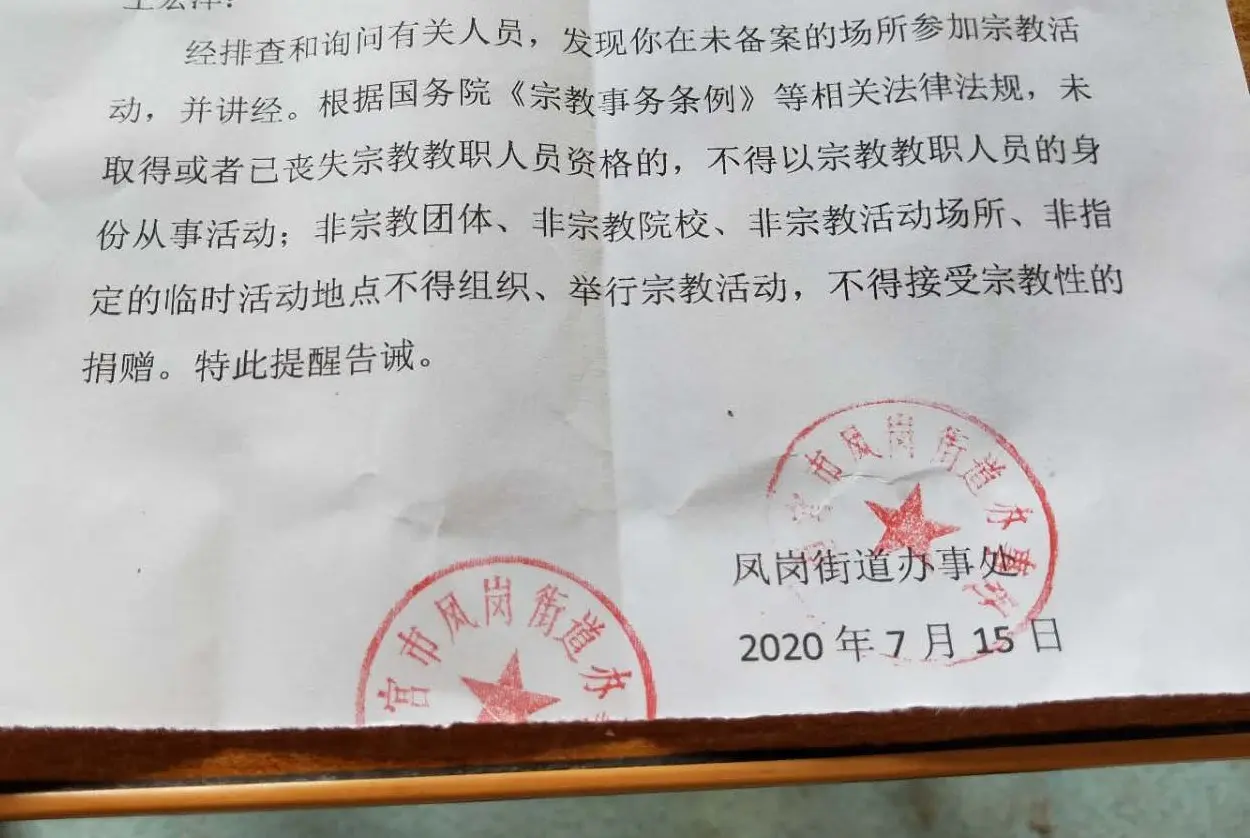 经排查和询问有关人员，发现你在未备案的场所参加宗教活
动，并讲经。根据国务院《宗教事务条例》等相关法律法规，未
取得或者已丧失宗教教职人员资格的，不得以宗教教职人员的身
份从事活动；非宗教团体、非宗教院校、非宗教活动场所、非指
定的临时活动地点不得组织、举行宗教活动，不得接受宗教性的
捐赠。特此提醒告诫。
市凤岗街道办事处
凤岗街道办事处
2020 年 7 月 15 日
宫市凤岗街道办